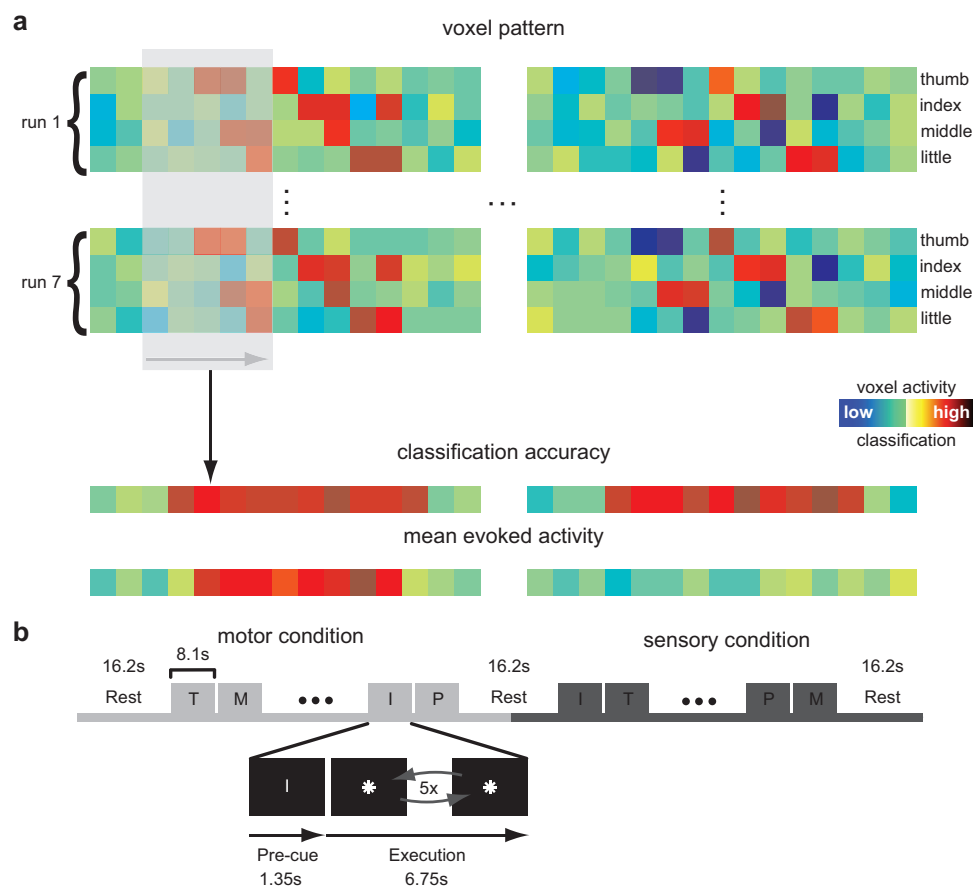 a
voxel pattern
thumb
index
run 1
middle
little
...
thumb
index
run 7
middle
little
voxel activity
low high
classification
classification accuracy
mean evoked activity
b
motor condition
sensory condition
16.2s 8.1s 16.2s 16.2s
Rest T M ••• I P Rest I T ••• P M Rest
I 5x
Pre-cue Execution
1.35s 6.75s